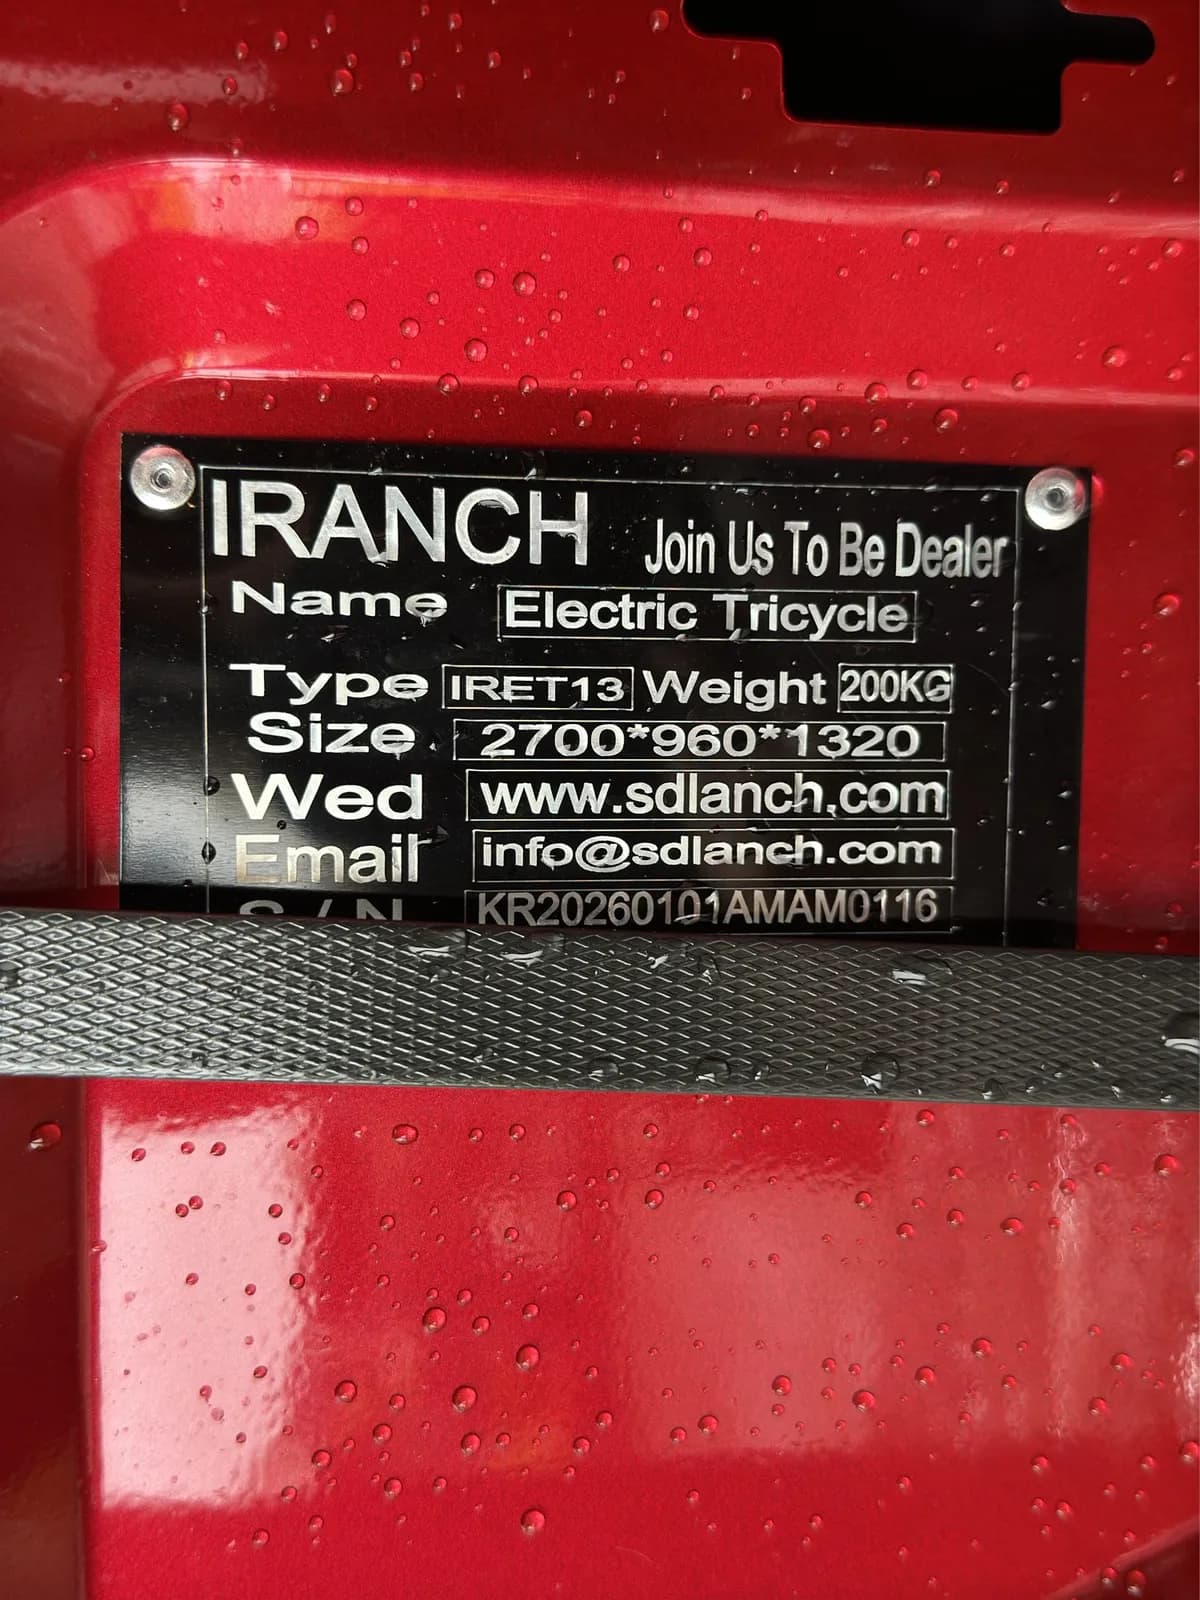 IRANCH Join Us To Be Dealer
Name Electric Tricycle
Type IRET13 Weight 200KG
Size 2700*960*1320
Wed www.sdlanch.com
Email info@sdlanch.com
S/N KR20260101AMAM0116